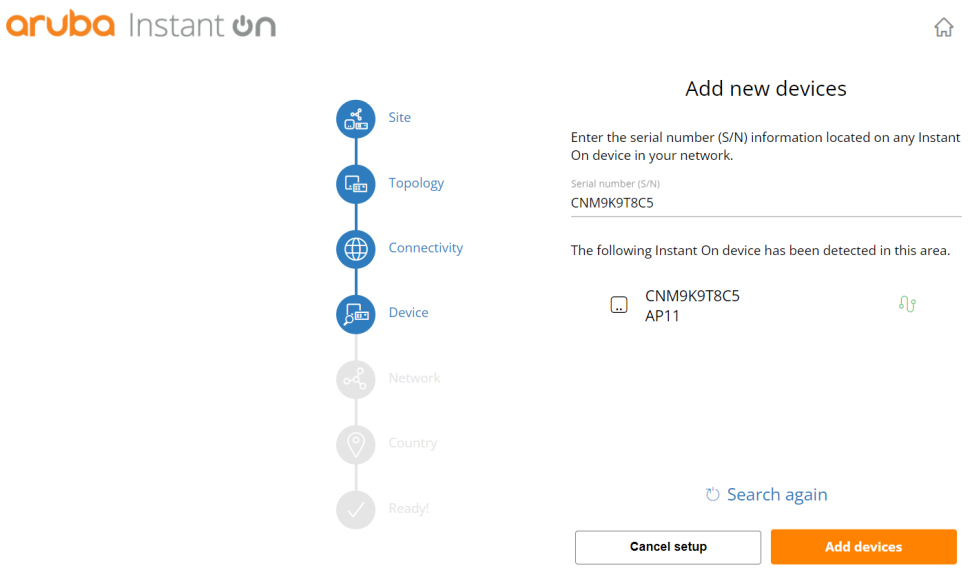 aruba Instant On
Add new devices
Site
Topology
Connectivity
Device
Network
Country
Ready!
Enter the serial number (S/N) information located on any Instant
On device in your network.
Serial number (S/N)
CNM9K9T8C5
The following Instant On device has been detected in this area.
CNM9K9T8C5
AP11
Search again
Cancel setup
Add devices